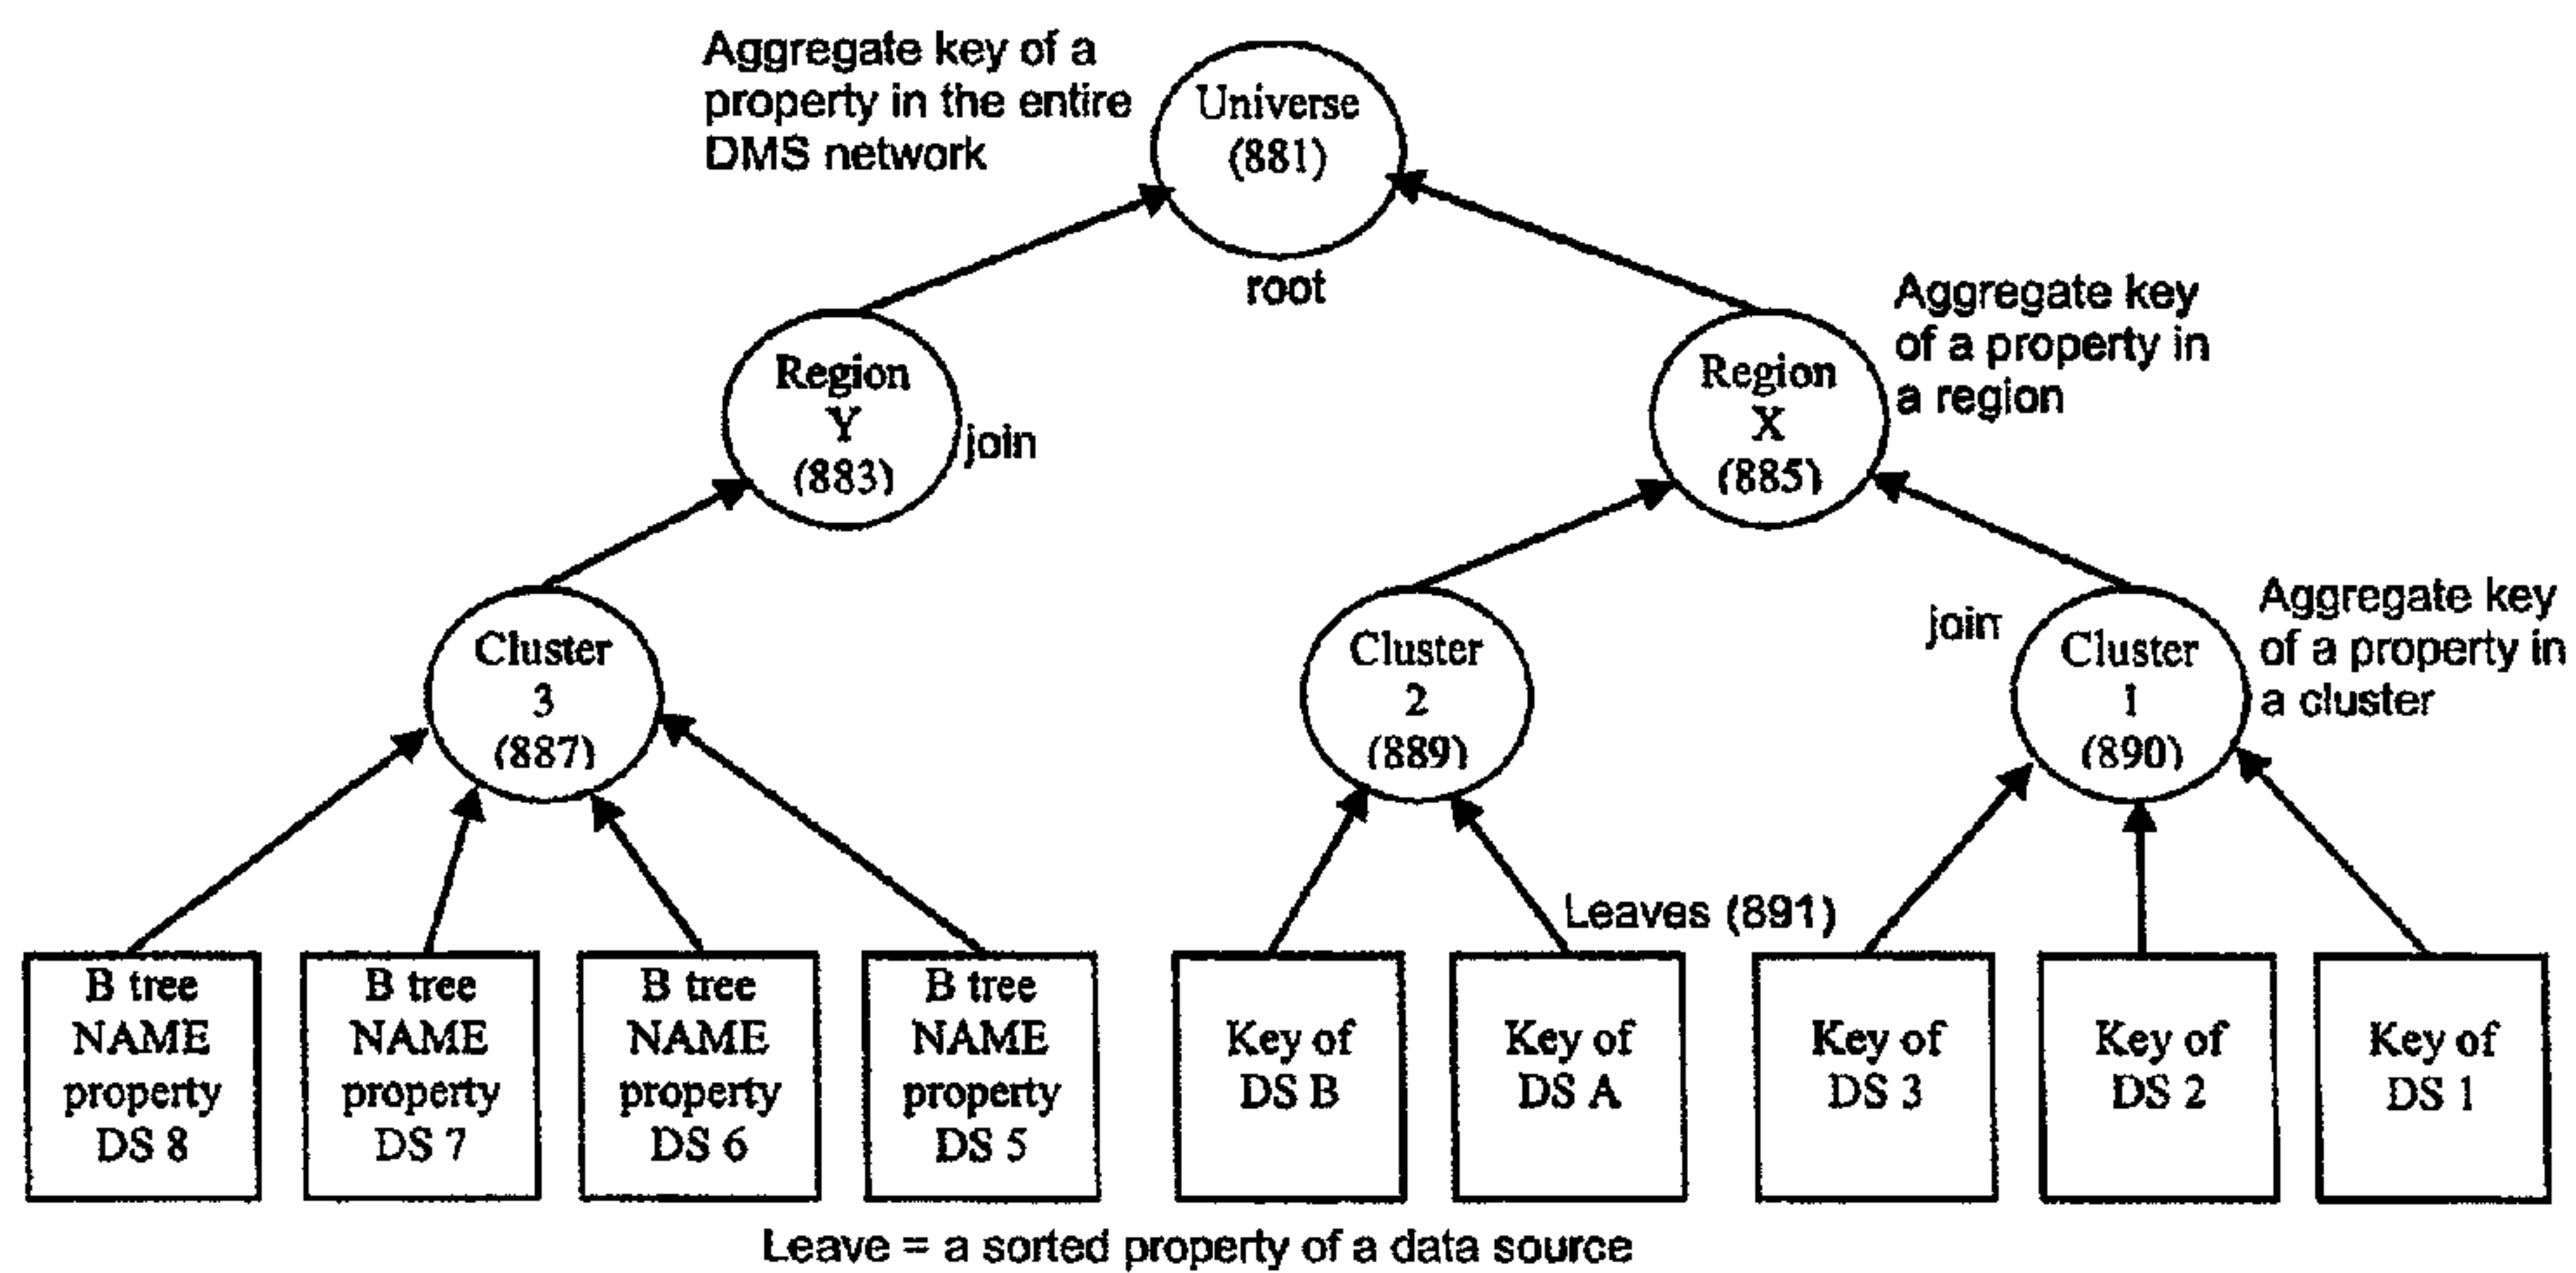 Aggregate key of a
property in the entire
DMS network
Universe
(881)
root
Region
Y
(883)
join
Region
X
(885)
Aggregate key
of a property in
a region
Cluster
3
(887)
Cluster
2
(889)
join
Cluster
1
(890)
Aggregate key
of a property in
a cluster
Leaves (891)
B tree
NAME
property
DS 8
B tree
NAME
property
DS 7
B tree
NAME
property
DS 6
B tree
NAME
property
DS 5
Key of
DS B
Key of
DS A
Key of
DS 3
Key of
DS 2
Key of
DS 1
Leave = a sorted property of a data source